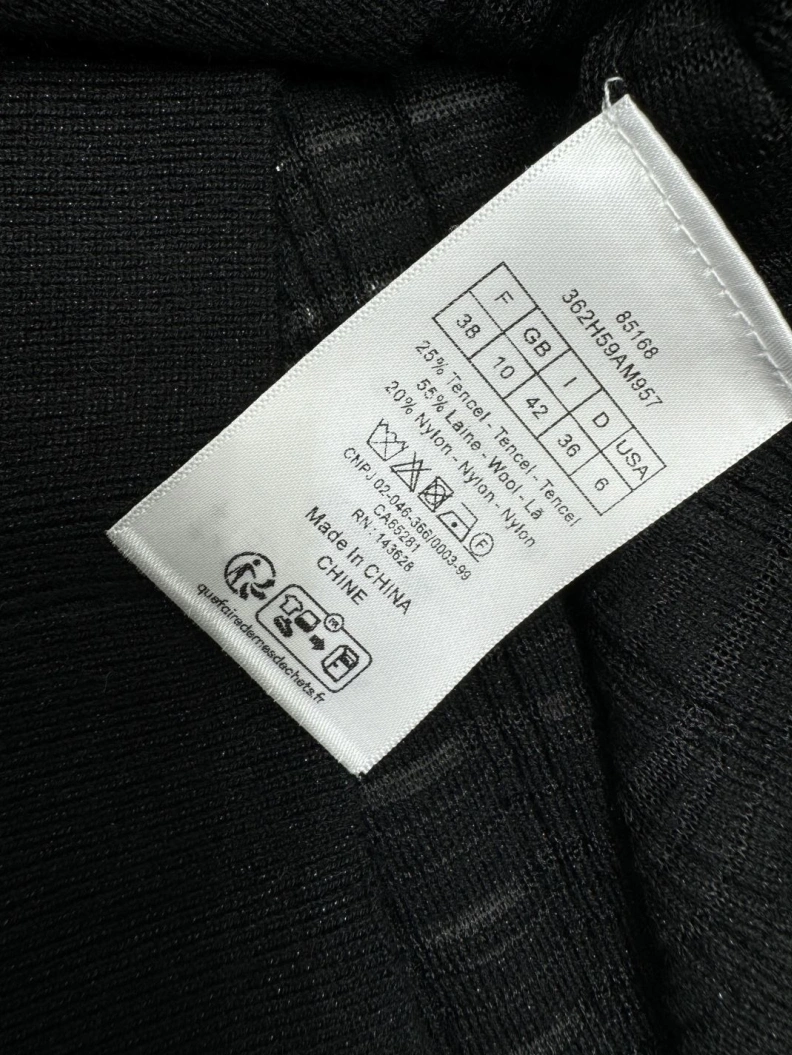 85168
362H59AM957
F GB I D USA
38 10 42 36 6
25% Tencel - Tencel - Tencel
55% Laine - Wool - Lã
20% Nylon - Nylon - Nylon
F
CNPJ 02-046-366/0003-99
CA65281
RN : 143628
Made In CHINA
CHINE
FR
quefairedemesdechets.fr